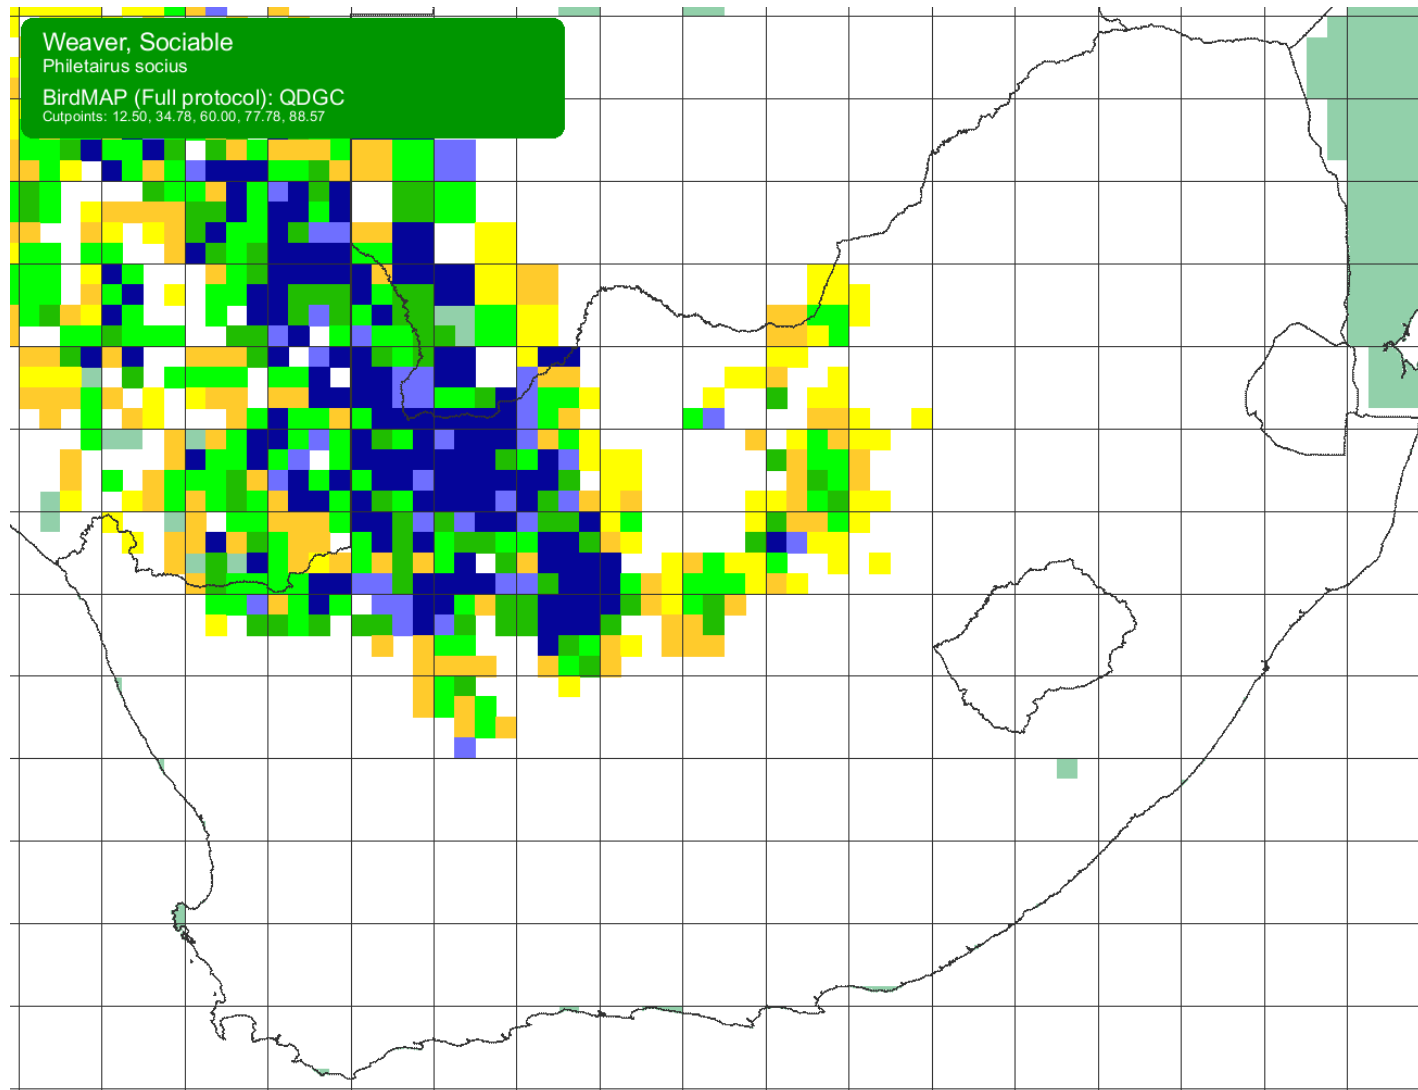 Weaver, Sociable
Philetairus socius
BirdMAP (Full protocol): QDGC
Cutpoints: 12.50, 34.78, 60.00, 77.78, 88.57